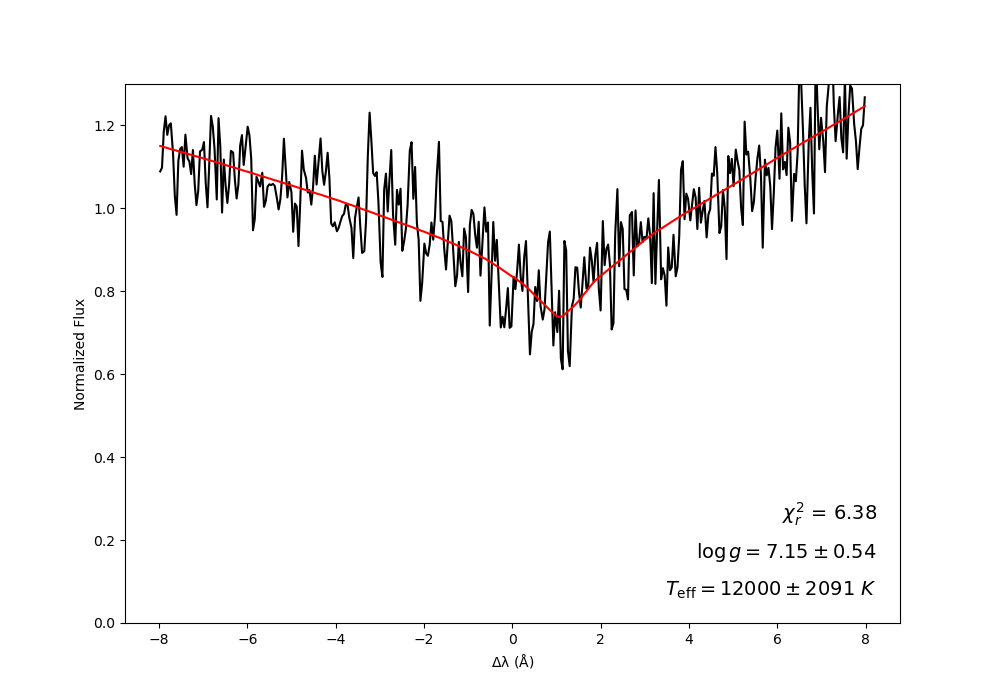 Normalized Flux
1.2
1.0
0.8
0.6
0.4
0.2
0.0
χ²ᵣ = 6.38
log g = 7.15 ± 0.54
T_eff = 12000 ± 2091 K
−8 −6 −4 −2 0 2 4 6 8
Δλ (Å)